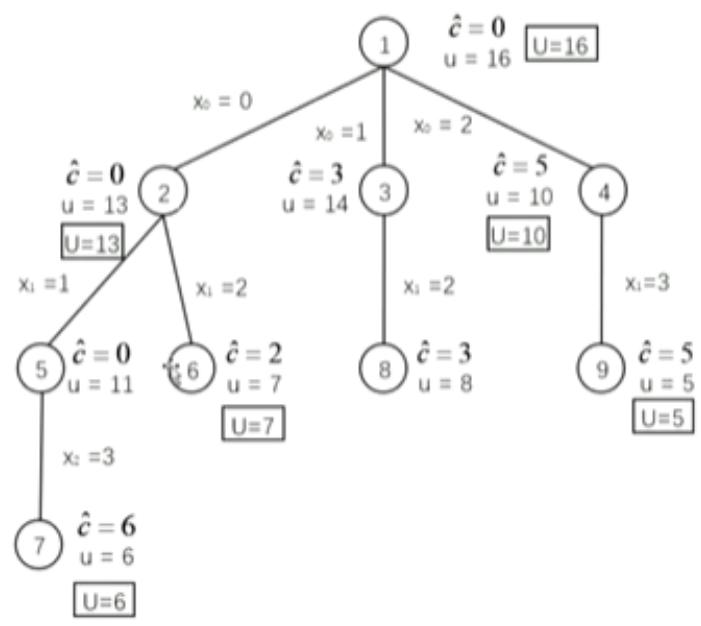 1
ĉ = 0
u = 16
U=16
x₀ = 0
x₀ =1
x₀ = 2
ĉ = 0
u = 13
U=13
2
ĉ = 3
u = 14
3
ĉ = 5
u = 10
U=10
4
x₁ =1
x₁ =2
x₁ =2
x₁=3
5
ĉ = 0
u = 11
6
ĉ = 2
u = 7
U=7
8
ĉ = 3
u = 8
9
ĉ = 5
u = 5
U=5
x₂ =3
7
ĉ = 6
u = 6
U=6